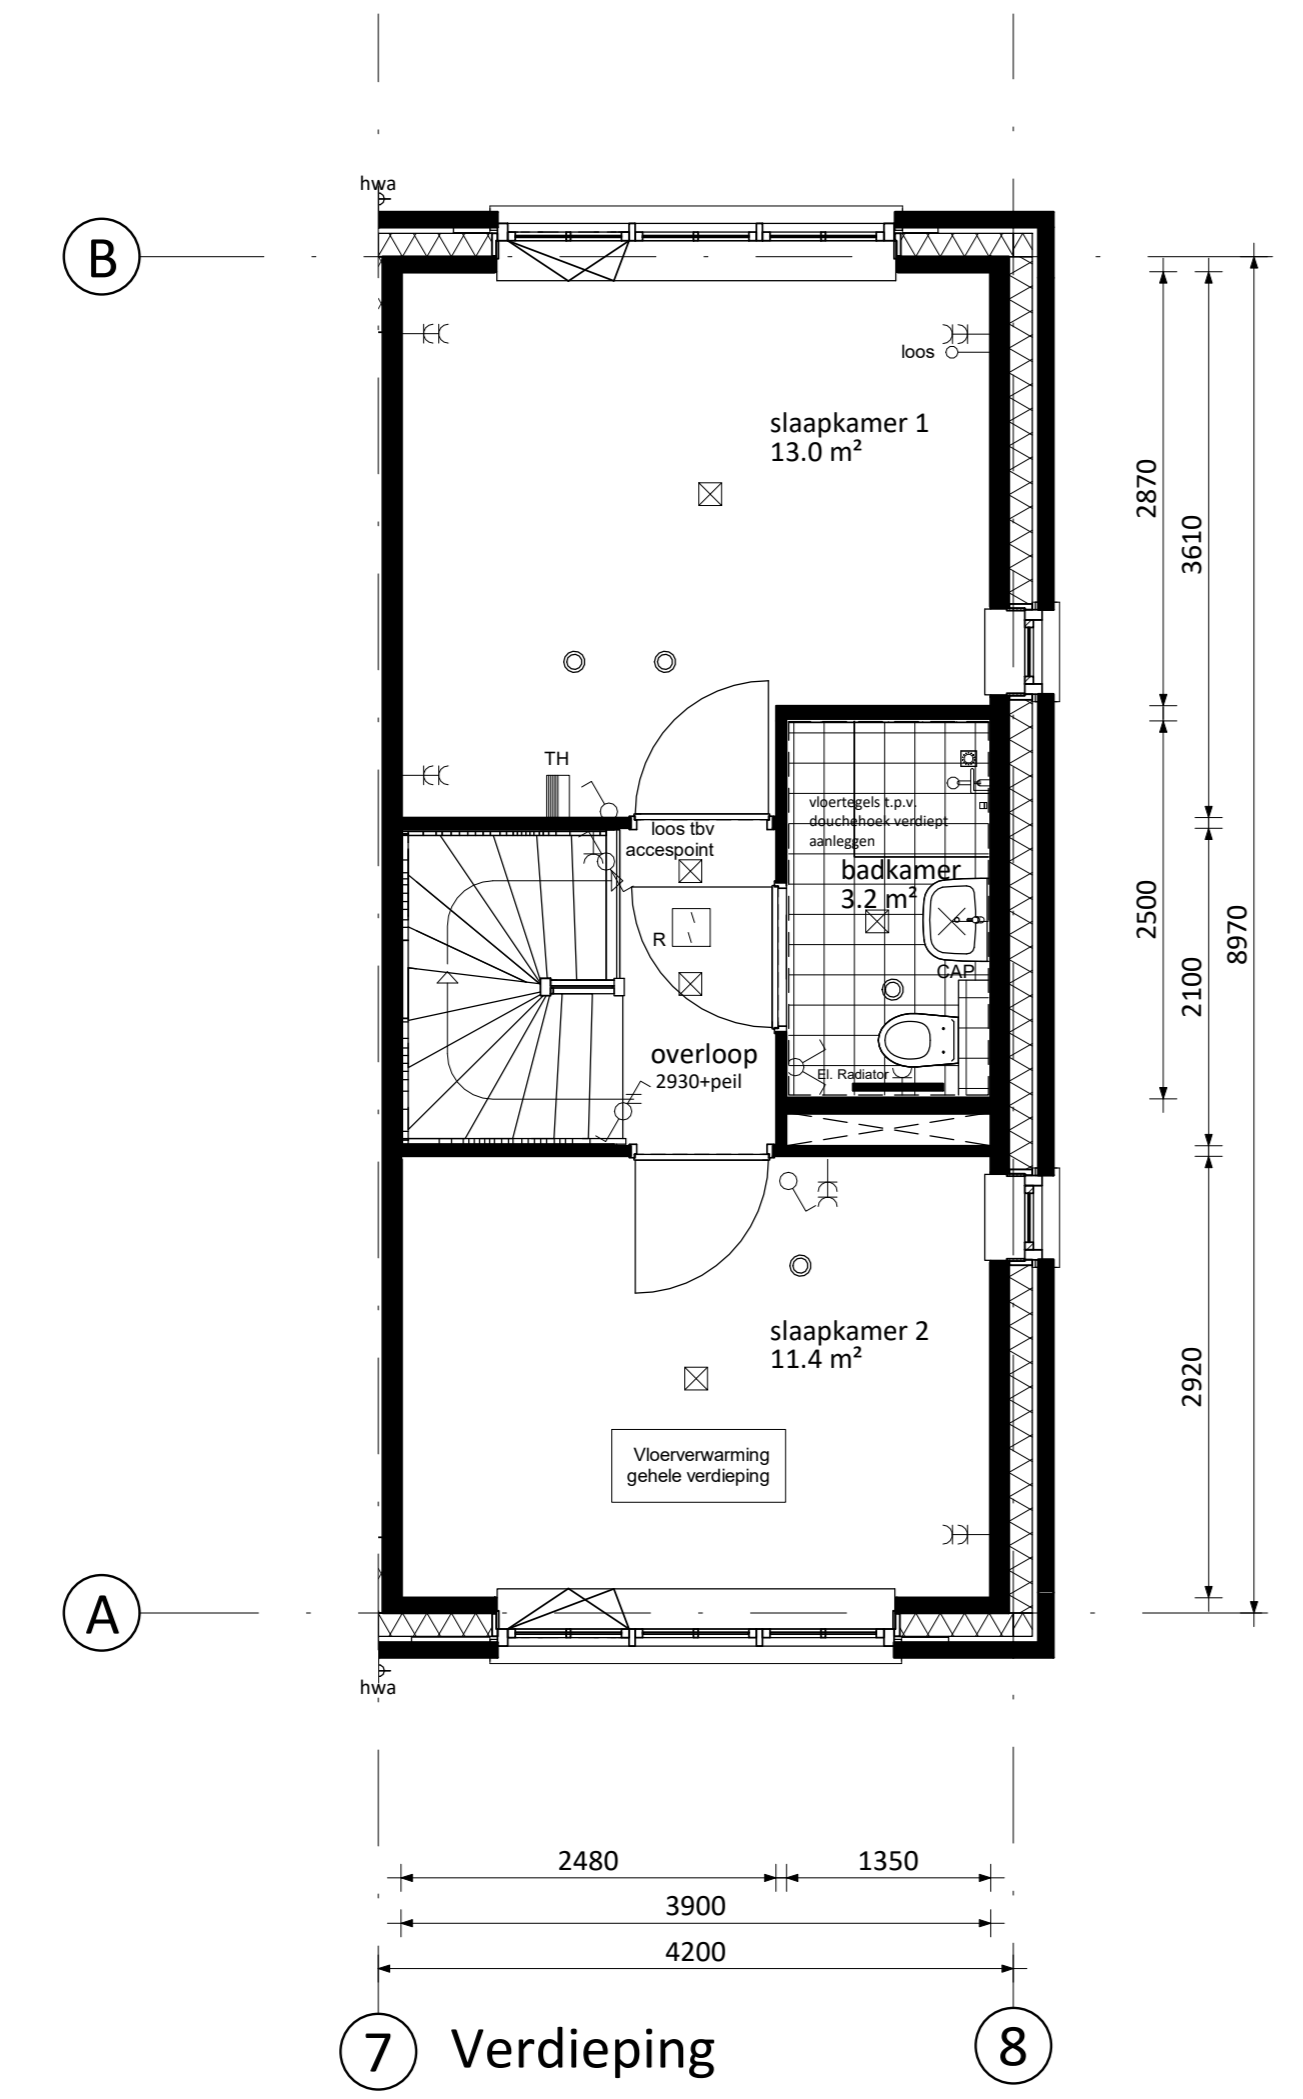 hwa
B
loos
slaapkamer 1
13.0 m²
2870
3610
TH
loos tbv
accespoint
vloertegels t.p.v.
douchehoek verdiept
aanleggen
badkamer
3.2 m²
R
CAP
2500
2100
8970
overloop
2930+peil
El. Radiator
slaapkamer 2
11.4 m²
2920
Vloerverwarming
gehele verdieping
A
hwa
2480
1350
3900
4200
7
Verdieping
8